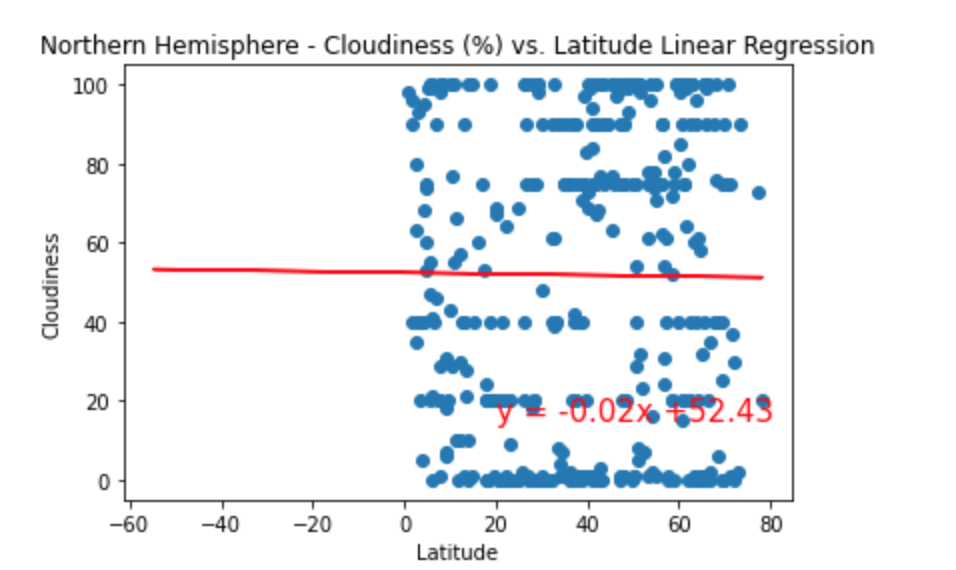 Northern Hemisphere - Cloudiness (%) vs. Latitude Linear Regression
100
80
60
40
20
0
Cloudiness
y = -0.02x +52.43
−60 −40 −20 0 20 40 60 80
Latitude